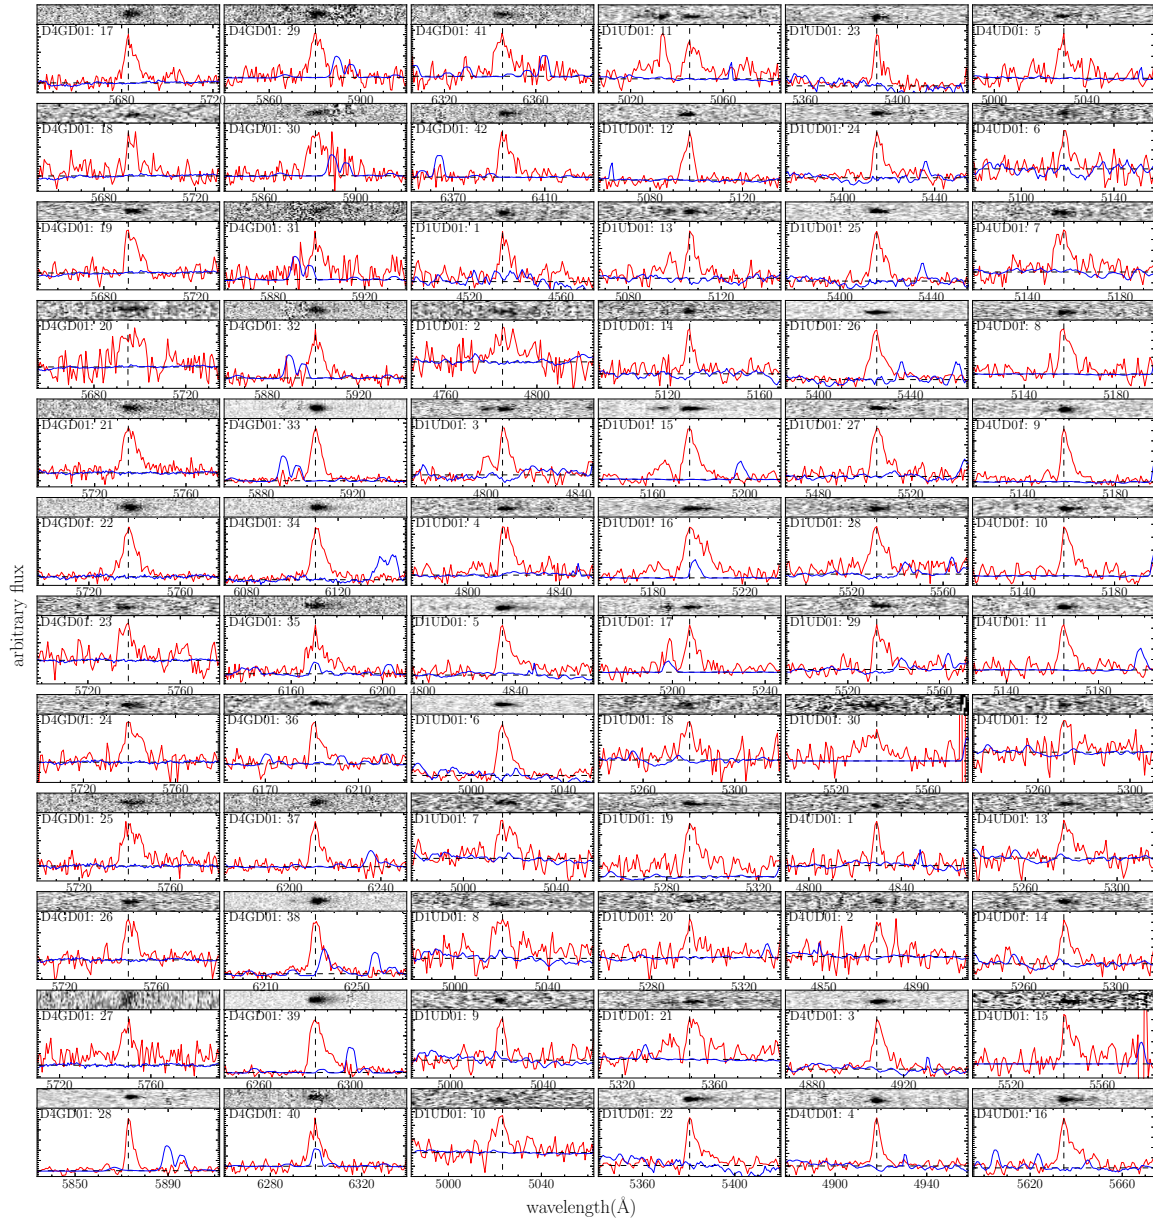 D4GD01: 17 D4GD01: 29 D4GD01: 41 D1UD01: 11 D1UD01: 23 D4UD01: 5
5680 5720 5860 5900 6320 6360 5020 5060 5360 5400 5000 5040
D4GD01: 18 D4GD01: 30 D4GD01: 42 D1UD01: 12 D1UD01: 24 D4UD01: 6
5680 5720 5860 5900 6370 6410 5080 5120 5400 5440 5100 5140
D4GD01: 19 D4GD01: 31 D1UD01: 1 D1UD01: 13 D1UD01: 25 D4UD01: 7
5680 5720 5880 5920 4520 4560 5080 5120 5400 5440 5140 5180
D4GD01: 20 D4GD01: 32 D1UD01: 2 D1UD01: 14 D1UD01: 26 D4UD01: 8
5680 5720 5880 5920 4760 4800 5120 5160 5400 5440 5140 5180
D4GD01: 21 D4GD01: 33 D1UD01: 3 D1UD01: 15 D1UD01: 27 D4UD01: 9
5720 5760 5880 5920 4800 4840 5160 5200 5480 5520 5140 5180
D4GD01: 22 D4GD01: 34 D1UD01: 4 D1UD01: 16 D1UD01: 28 D4UD01: 10
5720 5760 6080 6120 4800 4840 5180 5220 5520 5560 5140 5180
D4GD01: 23 D4GD01: 35 D1UD01: 5 D1UD01: 17 D1UD01: 29 D4UD01: 11
5720 5760 6160 6200 4800 4840 5200 5240 5520 5560 5140 5180
D4GD01: 24 D4GD01: 36 D1UD01: 6 D1UD01: 18 D1UD01: 30 D4UD01: 12
5720 5760 6170 6210 5000 5040 5260 5300 5520 5560 5260 5300
D4GD01: 25 D4GD01: 37 D1UD01: 7 D1UD01: 19 D4UD01: 1 D4UD01: 13
5720 5760 6200 6240 5000 5040 5280 5320 4800 4840 5260 5300
D4GD01: 26 D4GD01: 38 D1UD01: 8 D1UD01: 20 D4UD01: 2 D4UD01: 14
5720 5760 6210 6250 5000 5040 5280 5320 4850 4890 5260 5300
D4GD01: 27 D4GD01: 39 D1UD01: 9 D1UD01: 21 D4UD01: 3 D4UD01: 15
5720 5760 6260 6300 5000 5040 5320 5360 4880 4920 5520 5560
D4GD01: 28 D4GD01: 40 D1UD01: 10 D1UD01: 22 D4UD01: 4 D4UD01: 16
5850 5890 6280 6320 5000 5040 5360 5400 4900 4940 5620 5660
arbitrary flux
wavelength(Å)